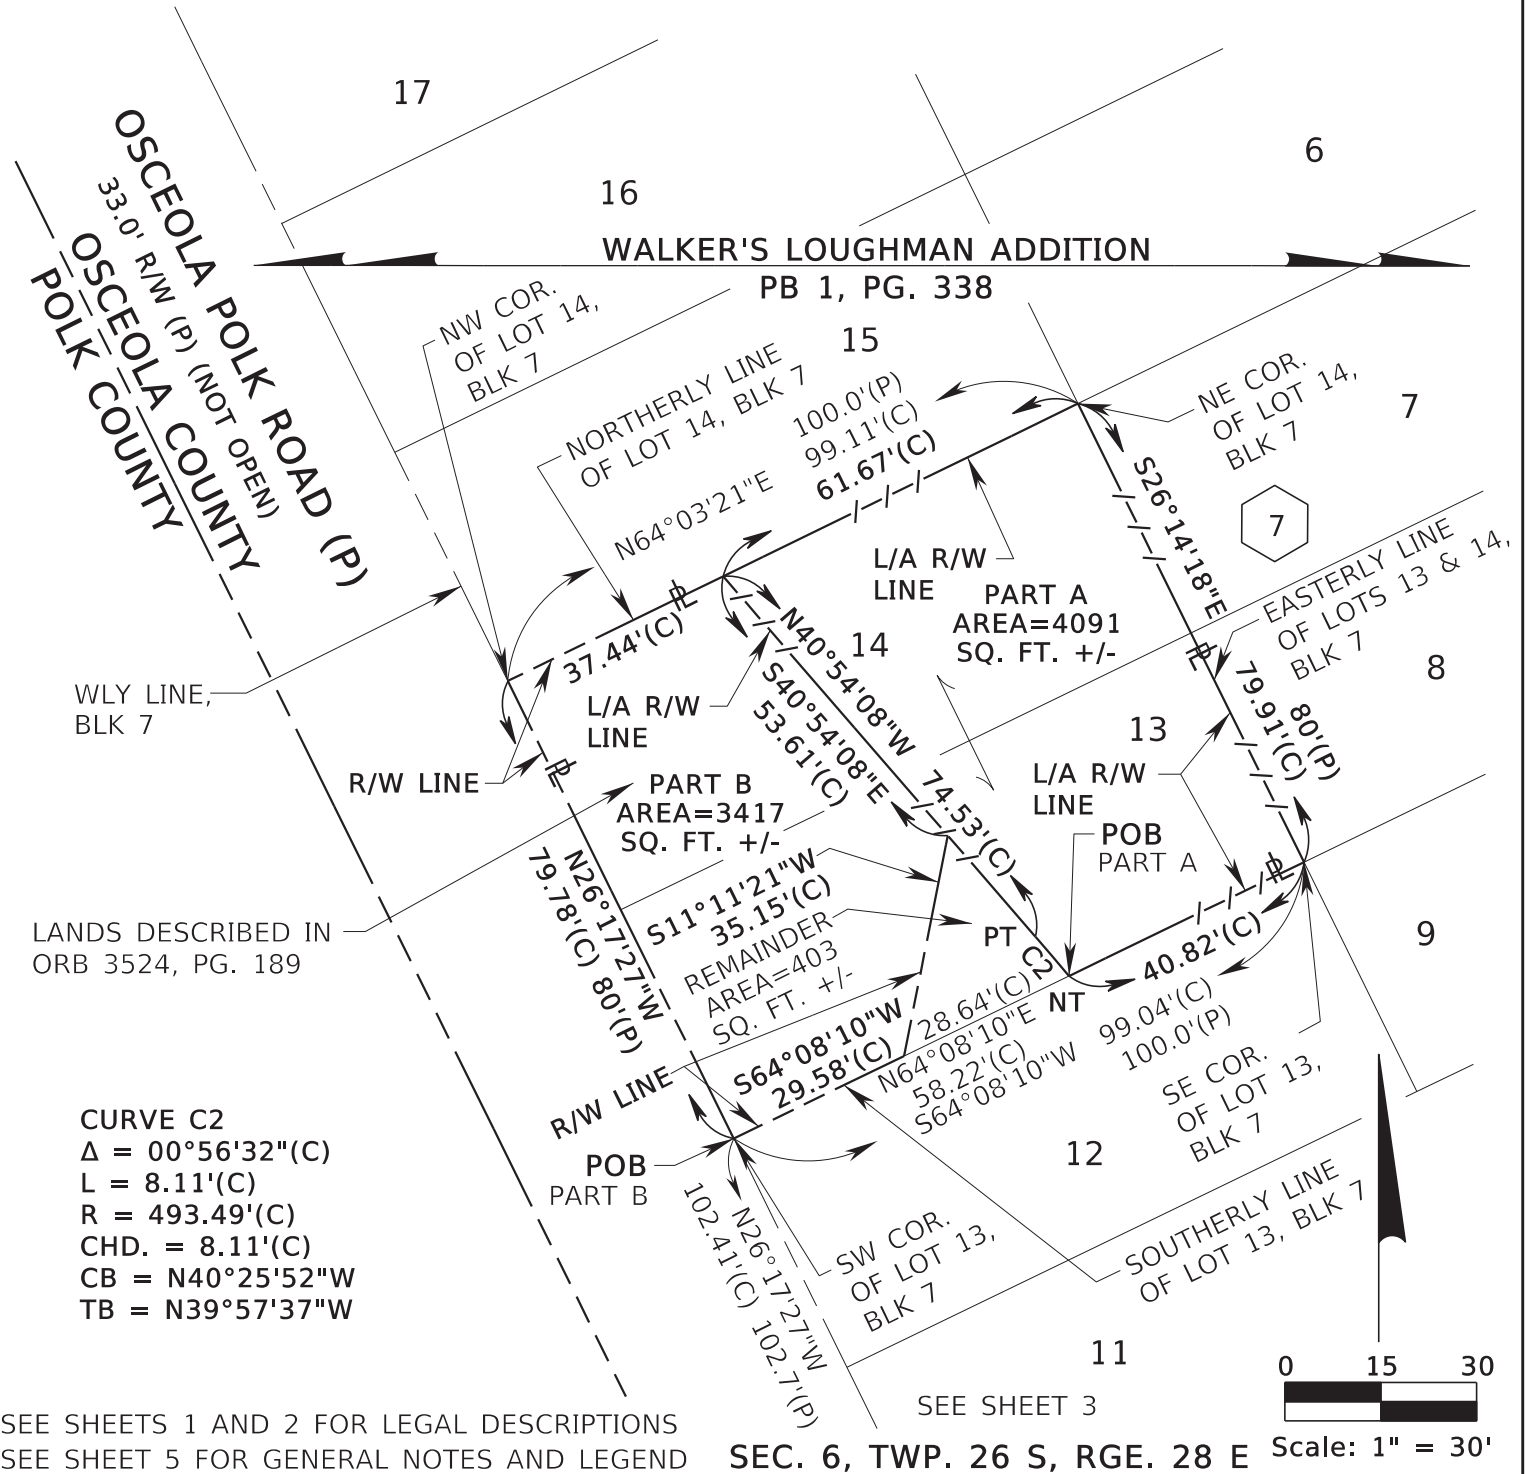 17
6
16
OSCEOLA POLK ROAD (P)
33.0' R/W (P) (NOT OPEN)
OSCEOLA COUNTY
POLK COUNTY
WALKER'S LOUGHMAN ADDITION
PB 1, PG. 338
NW COR.
OF LOT 14,
BLK 7
15
NORTHERLY LINE
OF LOT 14, BLK 7
100.0'(P)
99.11'(C)
61.67'(C)
N64°03'21"E
NE COR.
OF LOT 14,
BLK 7
7
S26°14'18"E
7
L/A R/W
LINE
PART A
AREA=4091
SQ. FT. +/-
EASTERLY LINE
OF LOTS 13 & 14,
BLK 7
PL
37.44'(C)
14
N40°54'08"W
74.53'(C)
S40°54'08"E
53.61'(C)
L/A R/W
LINE
PL
8
WLY LINE,
BLK 7
79.91'(C)
80'(P)
13
L/A R/W
LINE
R/W LINE
PL
PART B
AREA=3417
SQ. FT. +/-
POB
PART A
PL
N26°17'27"W
79.78'(C) 80'(P)
S11°11'21"W
35.15'(C)
REMAINDER
AREA=403
SQ. FT. +/-
LANDS DESCRIBED IN
ORB 3524, PG. 189
PT
C2
NT
40.82'(C)
9
99.04'(C)
100.0'(P)
28.64'(C)
N64°08'10"E
58.22'(C)
S64°08'10"W
S64°08'10"W
29.58'(C)
R/W LINE
SE COR.
OF LOT 13,
BLK 7
CURVE C2
Δ = 00°56'32"(C)
L = 8.11'(C)
R = 493.49'(C)
CHD. = 8.11'(C)
CB = N40°25'52"W
TB = N39°57'37"W
POB
PART B
12
N26°17'27"W
102.41'(C) 102.7'(P)
SW COR.
OF LOT 13,
BLK 7
SOUTHERLY LINE
OF LOT 13, BLK 7
11
0 15 30
Scale: 1" = 30'
SEE SHEET 3
SEE SHEETS 1 AND 2 FOR LEGAL DESCRIPTIONS
SEE SHEET 5 FOR GENERAL NOTES AND LEGEND
SEC. 6, TWP. 26 S, RGE. 28 E